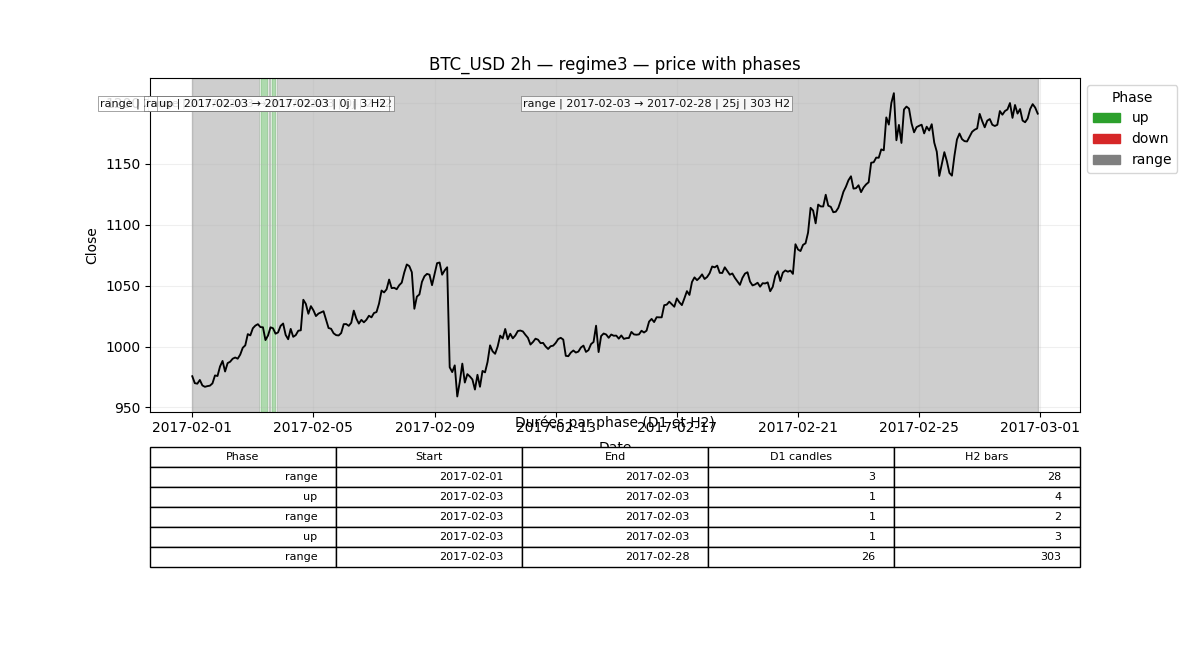 BTC_USD 2h — regime3 — price with phases
range | ra up | 2017-02-03 → 2017-02-03 | 0j | 3 H2
range | 2017-02-03 → 2017-02-28 | 25j | 303 H2
Phase
up
down
range
Close
1150
1100
1050
1000
950
2017-02-01 2017-02-05 2017-02-09 2017-02-13 2017-02-17 2017-02-21 2017-02-25 2017-03-01
Durées par phase (D1 et H2)
Date
Phase Start End D1 candles H2 bars
range 2017-02-01 2017-02-03 3 28
up 2017-02-03 2017-02-03 1 4
range 2017-02-03 2017-02-03 1 2
up 2017-02-03 2017-02-03 1 3
range 2017-02-03 2017-02-28 26 303